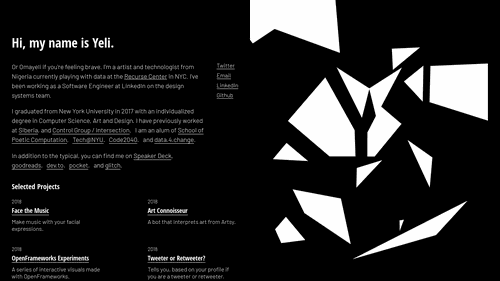 Hi, my name is Yeli.
Or Omayeli if you're feeling brave. I'm a artist and technologist from
Nigeria currently playing with data at the Recurse Center in NYC. I've
been working as a Software Engineer at LinkedIn on the design
systems team.
Twitter
Email
LinkedIn
Github
I graduated from New York University in 2017 with an individualized
degree in Computer Science, Art and Design. I have previously worked
at Siberia, and Control Group / Intersection. I am an alum of School of
Poetic Computation, Tech@NYU, Code2040, and data.4.change.
In addition to the typical, you can find me on Speaker Deck,
goodreads, dev.to, pocket, and glitch.
Selected Projects
2018
Face the Music
Make music with your facial
expressions.
2018
Art Connoisseur
A bot that interprets art from Artsy.
2018
OpenFrameworks Experiments
A series of interactive visuals made
with OpenFrameworks.
2018
Tweeter or Retweeter?
Tells you, based on your profile if
you are a tweeter or retweeter.